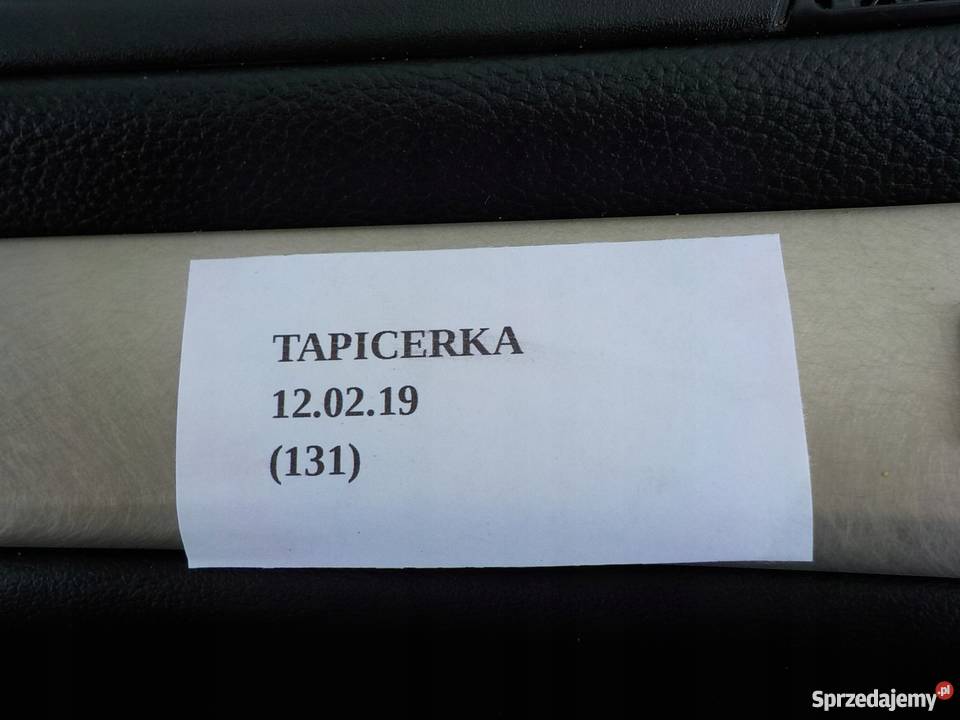 TAPICERKA
12.02.19
(131)
Sprzedajemy.pl